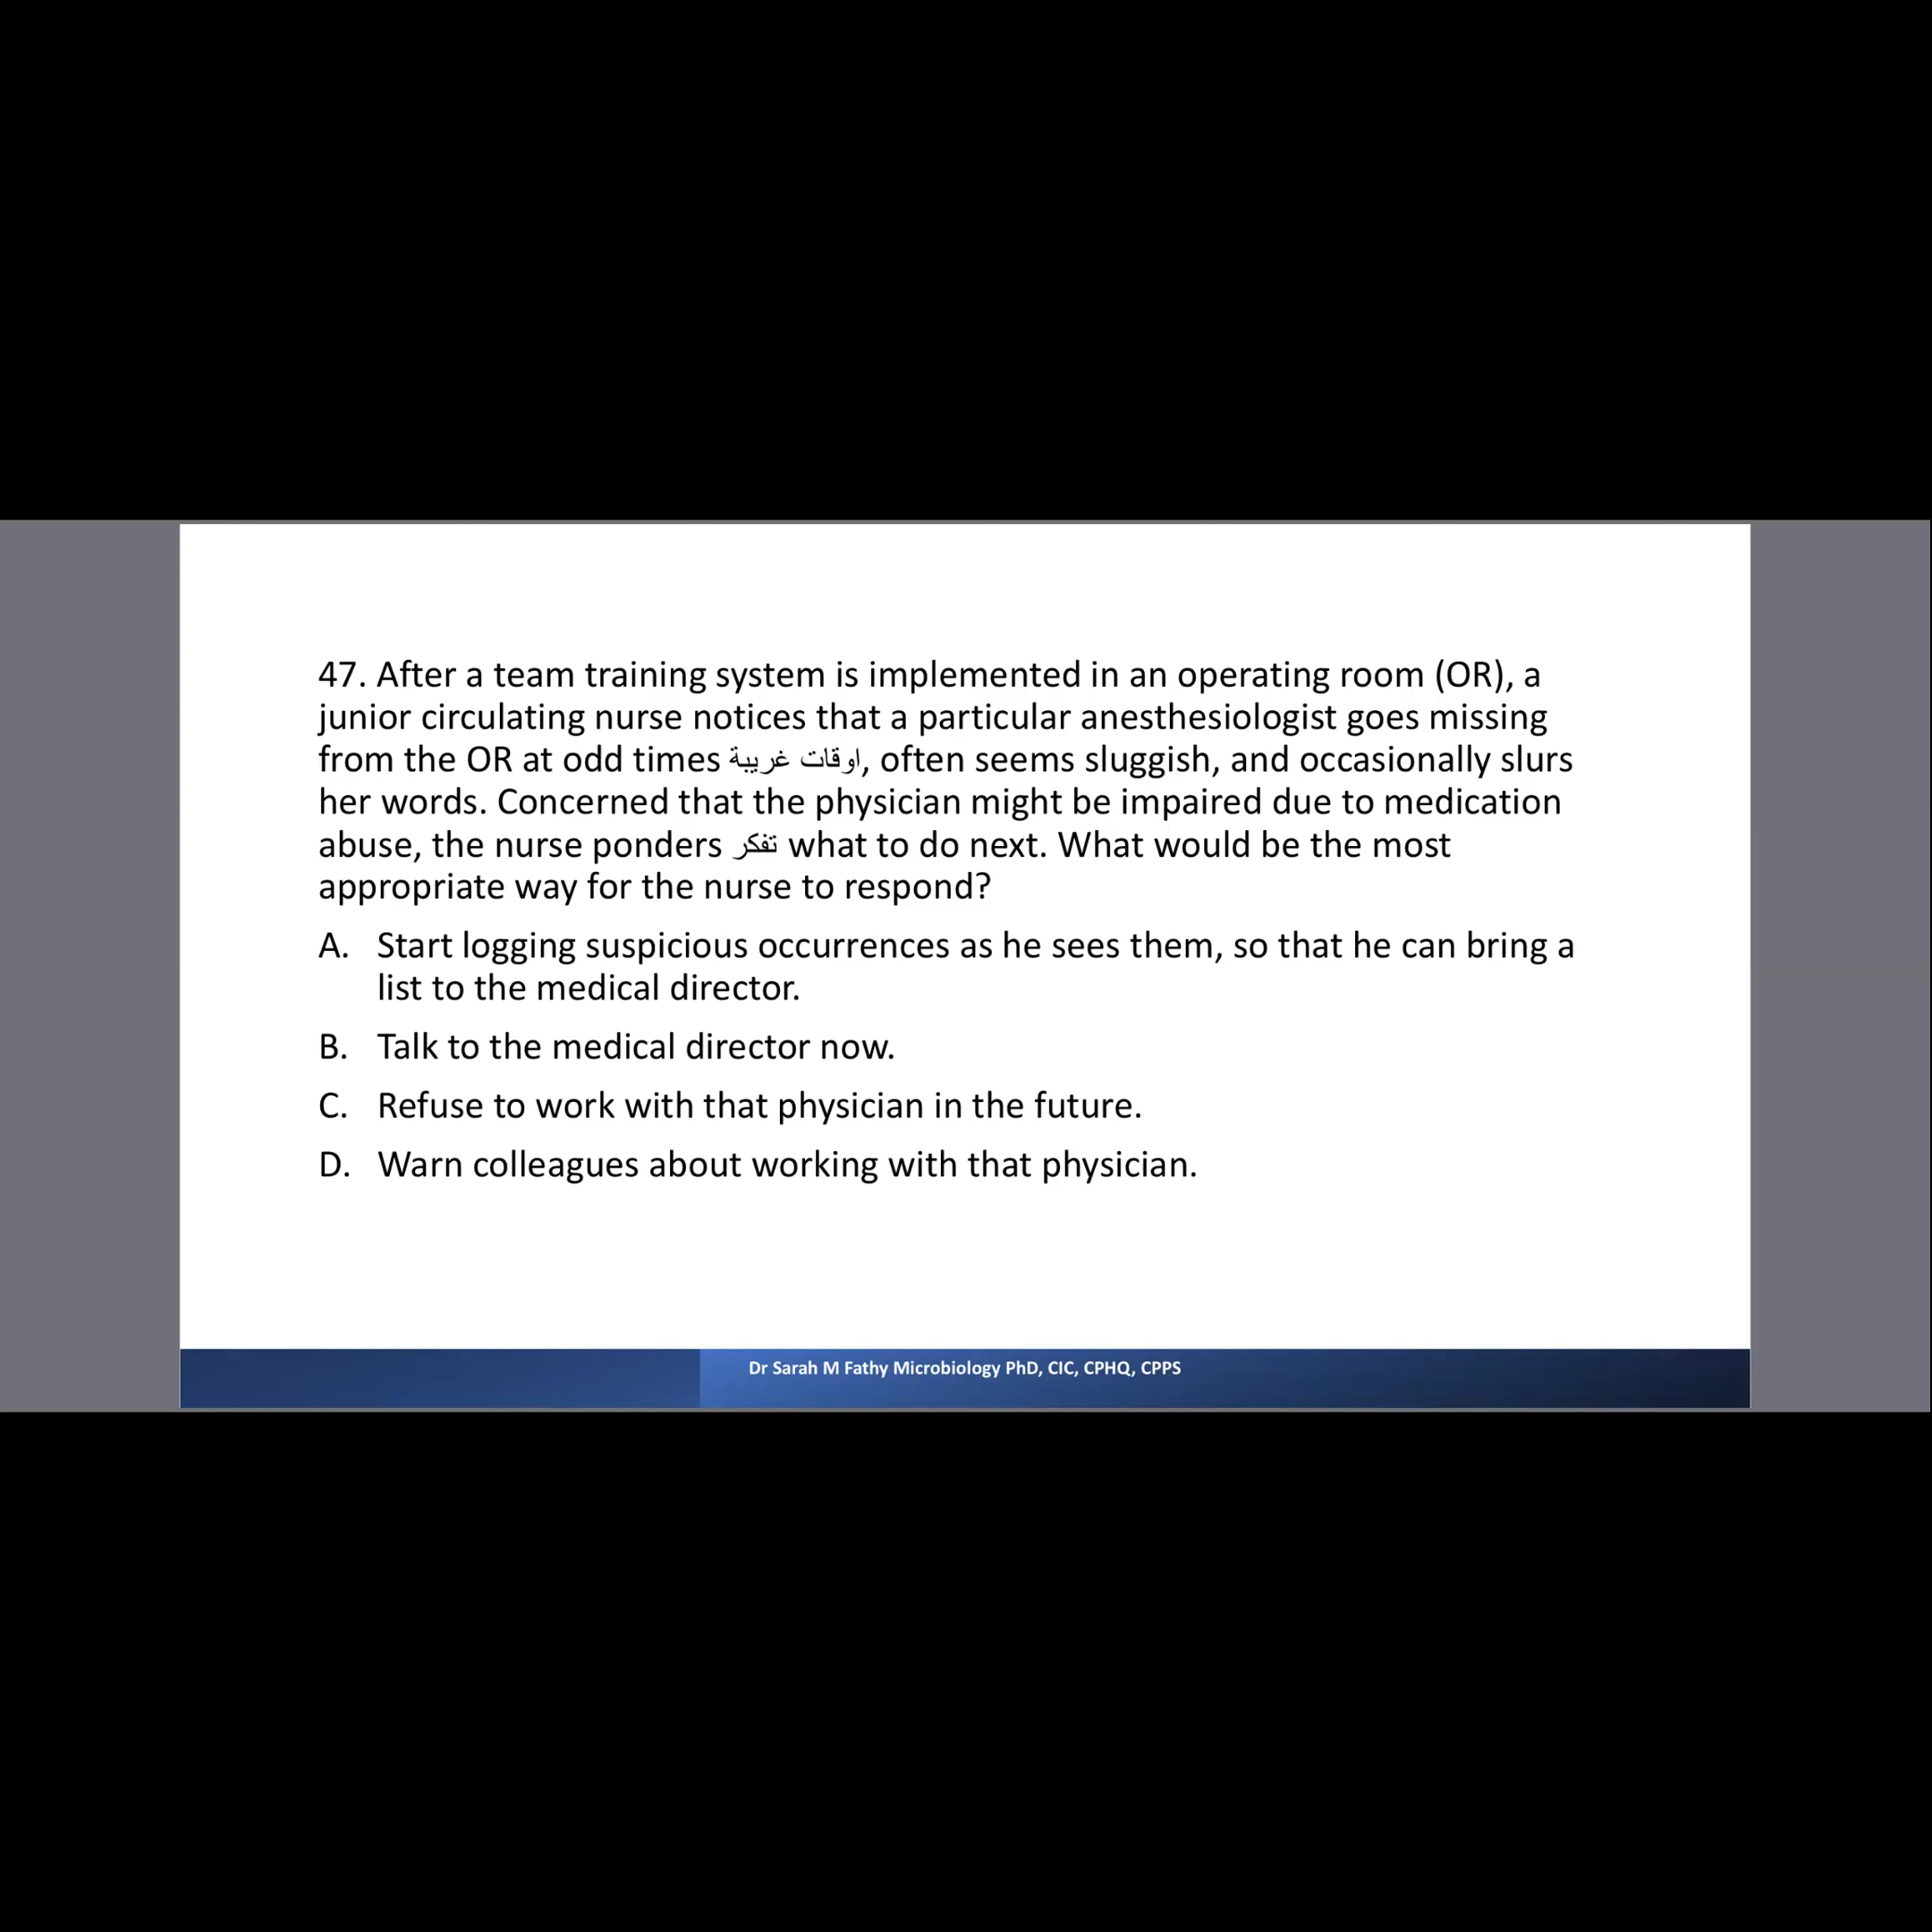 47. After a team training system is implemented in an operating room (OR), a
junior circulating nurse notices that a particular anesthesiologist goes missing
from the OR at odd times اوقات غريبة, often seems sluggish, and occasionally slurs
her words. Concerned that the physician might be impaired due to medication
abuse, the nurse ponders تفكر what to do next. What would be the most
appropriate way for the nurse to respond?
A. Start logging suspicious occurrences as he sees them, so that he can bring a
list to the medical director.
B. Talk to the medical director now.
C. Refuse to work with that physician in the future.
D. Warn colleagues about working with that physician.
Dr Sarah M Fathy Microbiology PhD, CIC, CPHQ, CPPS